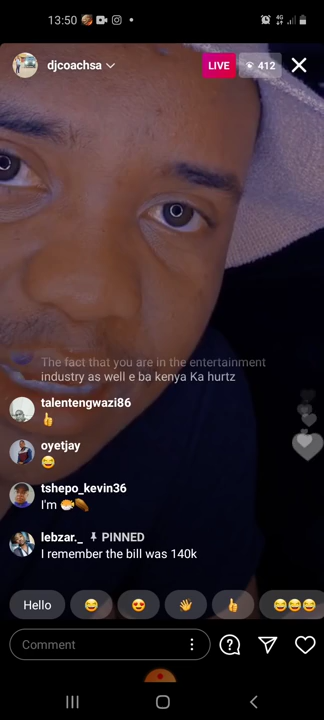 13:50
4G
djcoachsa
LIVE
412
The fact that you are in the entertainment
industry as well e ba kenya Ka hurtz
talentengwazi86
👍
oyetjay
😅
tshepo_kevin36
I'm
lebzar._ PINNED
I remember the bill was 140k
Hello 😂 😍 👋 👍 😂😂😂
Comment